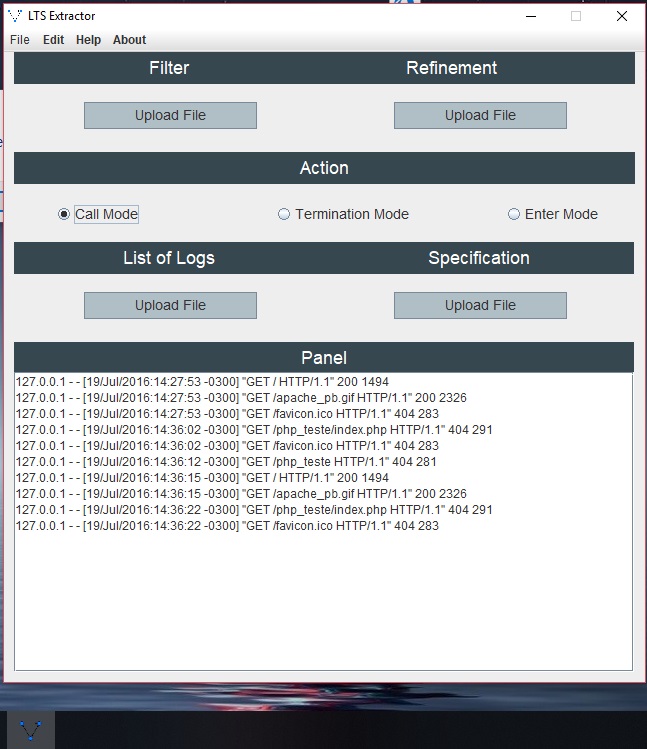 LTS Extractor
File Edit Help About
Filter Refinement
Upload File Upload File
Action
Call Mode Termination Mode Enter Mode
List of Logs Specification
Upload File Upload File
Panel
127.0.0.1 - - [19/Jul/2016:14:27:53 -0300] "GET / HTTP/1.1" 200 1494
127.0.0.1 - - [19/Jul/2016:14:27:53 -0300] "GET /apache_pb.gif HTTP/1.1" 200 2326
127.0.0.1 - - [19/Jul/2016:14:27:53 -0300] "GET /favicon.ico HTTP/1.1" 404 283
127.0.0.1 - - [19/Jul/2016:14:36:02 -0300] "GET /php_teste/index.php HTTP/1.1" 404 291
127.0.0.1 - - [19/Jul/2016:14:36:02 -0300] "GET /favicon.ico HTTP/1.1" 404 283
127.0.0.1 - - [19/Jul/2016:14:36:12 -0300] "GET /php_teste HTTP/1.1" 404 281
127.0.0.1 - - [19/Jul/2016:14:36:15 -0300] "GET / HTTP/1.1" 200 1494
127.0.0.1 - - [19/Jul/2016:14:36:15 -0300] "GET /apache_pb.gif HTTP/1.1" 200 2326
127.0.0.1 - - [19/Jul/2016:14:36:22 -0300] "GET /php_teste/index.php HTTP/1.1" 404 291
127.0.0.1 - - [19/Jul/2016:14:36:22 -0300] "GET /favicon.ico HTTP/1.1" 404 283